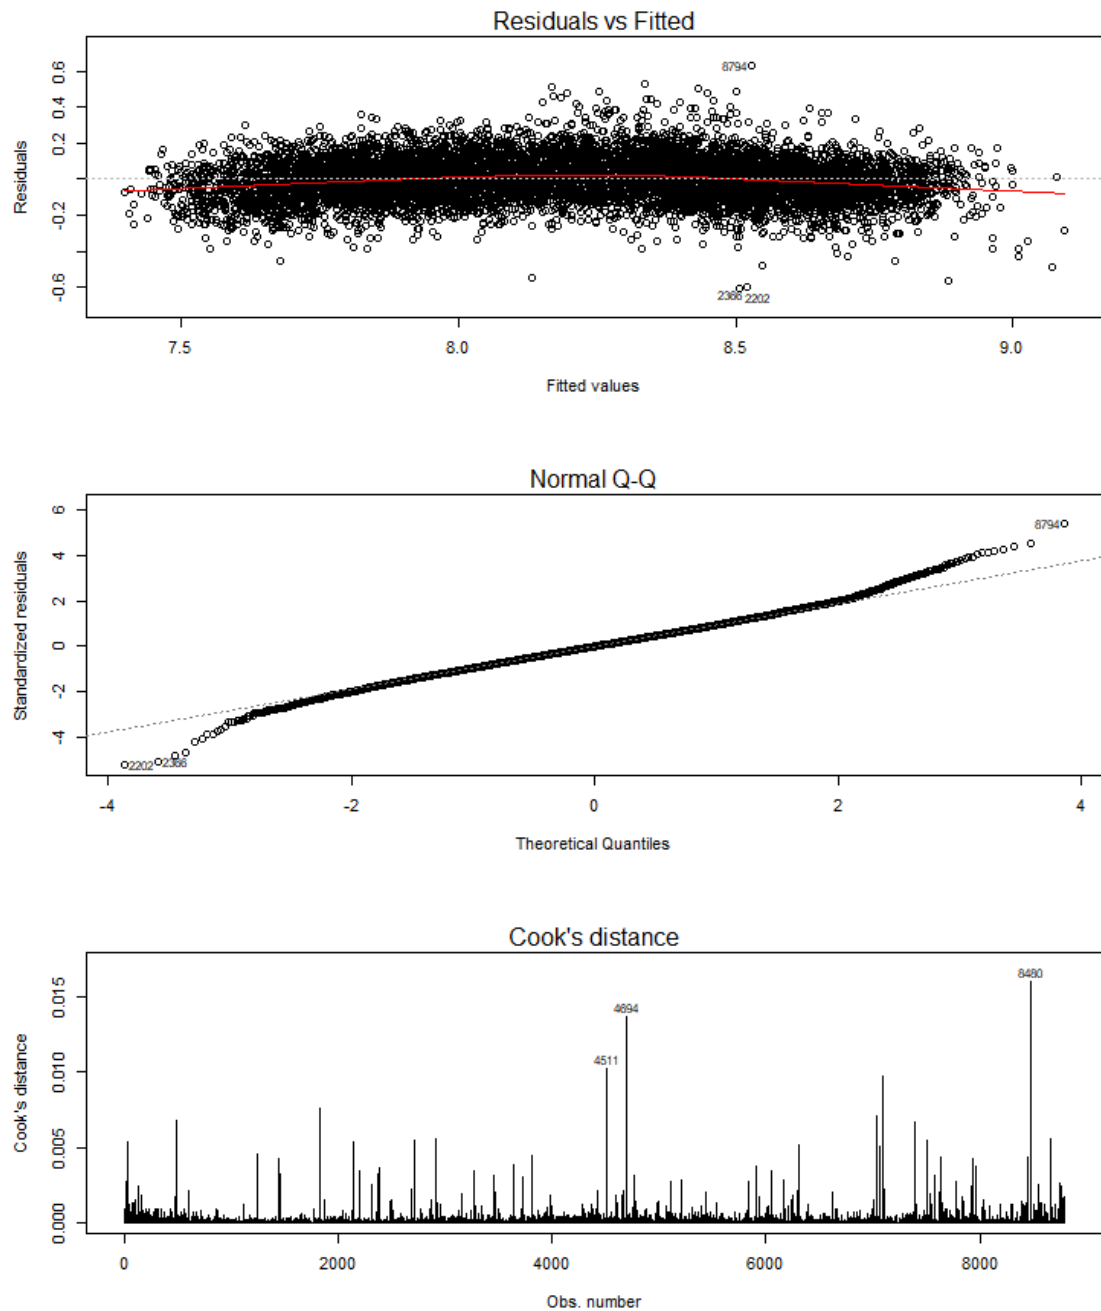 Residuals vs Fitted
Residuals
0.6
0.4
0.2
-0.2
-0.6
8794
2366
2202
7.5 8.0 8.5 9.0
Fitted values
Normal Q-Q
Standardized residuals
6
4
2
0
-2
-4
8794
2202
2366
-4 -2 0 2 4
Theoretical Quantiles
Cook's distance
Cook's distance
0.015
0.010
0.005
0.000
8480
4694
4511
0 2000 4000 6000 8000
Obs. number